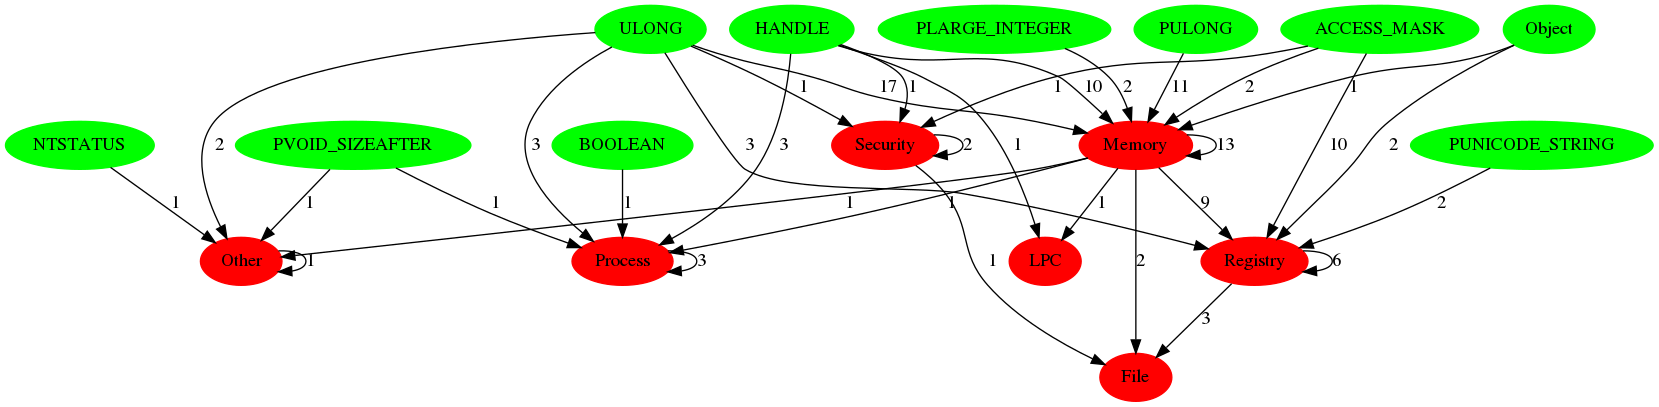 ULONG HANDLE PLARGE_INTEGER PULONG ACCESS_MASK Object
1 17 1 10 2 11 2 1 1
NTSTATUS PVOID_SIZEAFTER BOOLEAN Security Memory PUNICODE_STRING
2 3 3 3 2 1 13 10 2
1 1 1 1 1 1 1 9 2
Other Process LPC Registry
1 3 1 2 6
3
File